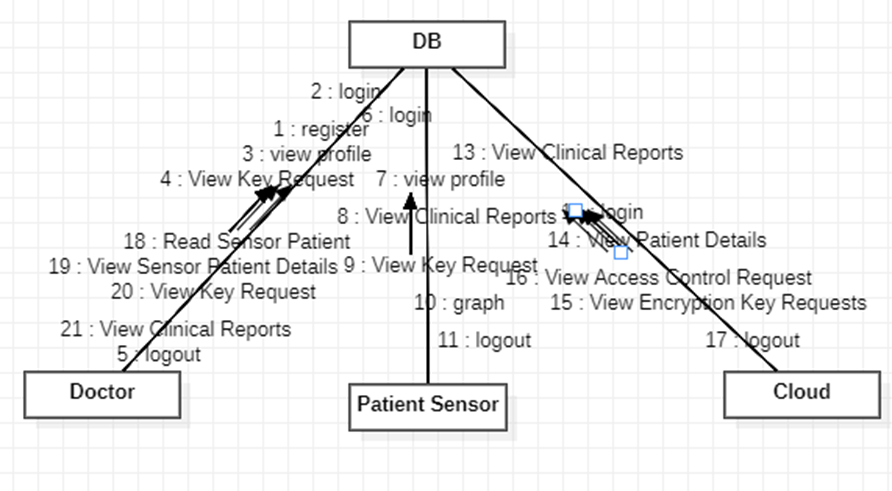 DB
2 : login
6 : login
1 : register
3 : view profile
13 : View Clinical Reports
4 : View Key Request
7 : view profile
8 : View Clinical Reports
: login
18 : Read Sensor Patient
14 : View Patient Details
19 : View Sensor Patient Details
9 : View Key Request
16 : View Access Control Request
20 : View Key Request
10 : graph
15 : View Encryption Key Requests
21 : View Clinical Reports
11 : logout
17 : logout
5 : logout
Doctor
Patient Sensor
Cloud